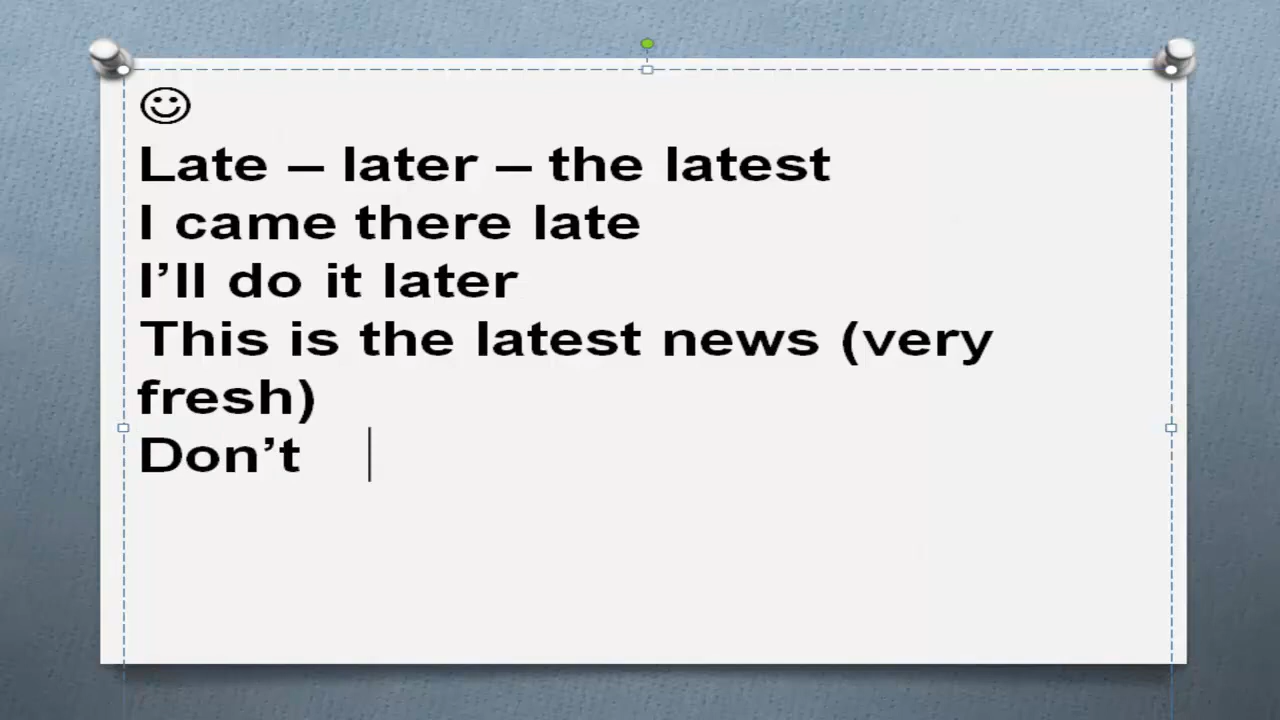 ☺
Late – later – the latest
I came there late
I’ll do it later
This is the latest news (very
fresh)
Don’t